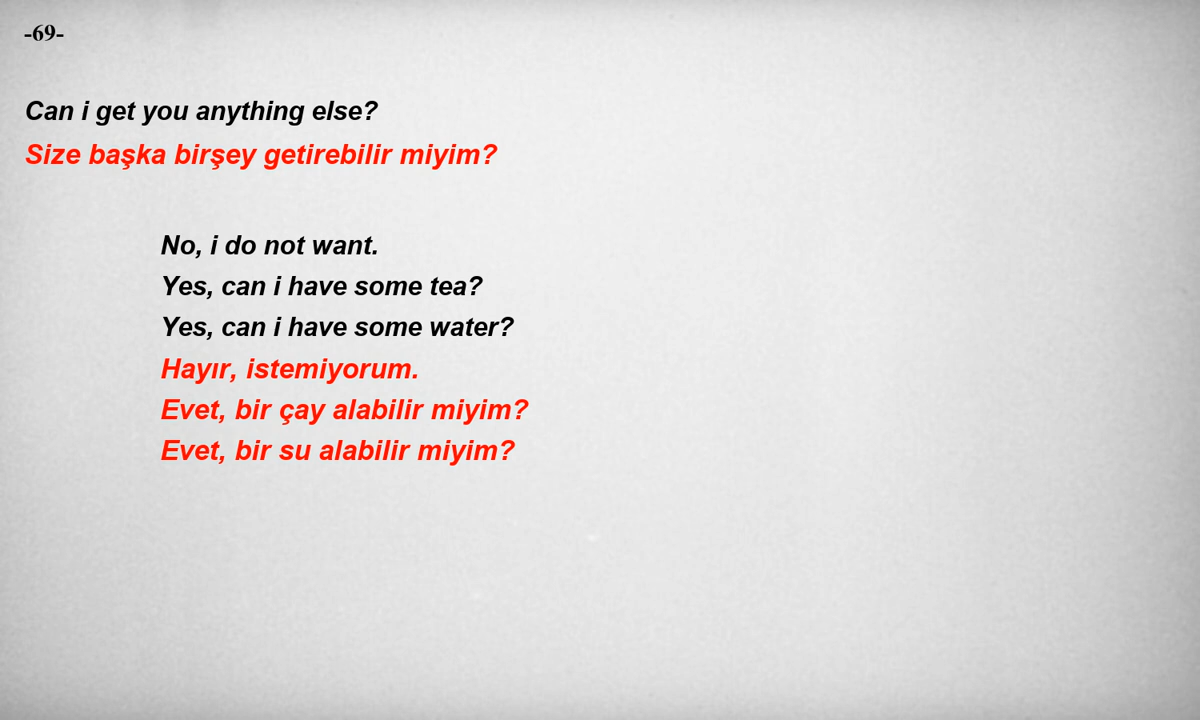 -69-
Can i get you anything else?
Size başka birşey getirebilir miyim?
No, i do not want.
Yes, can i have some tea?
Yes, can i have some water?
Hayır, istemiyorum.
Evet, bir çay alabilir miyim?
Evet, bir su alabilir miyim?